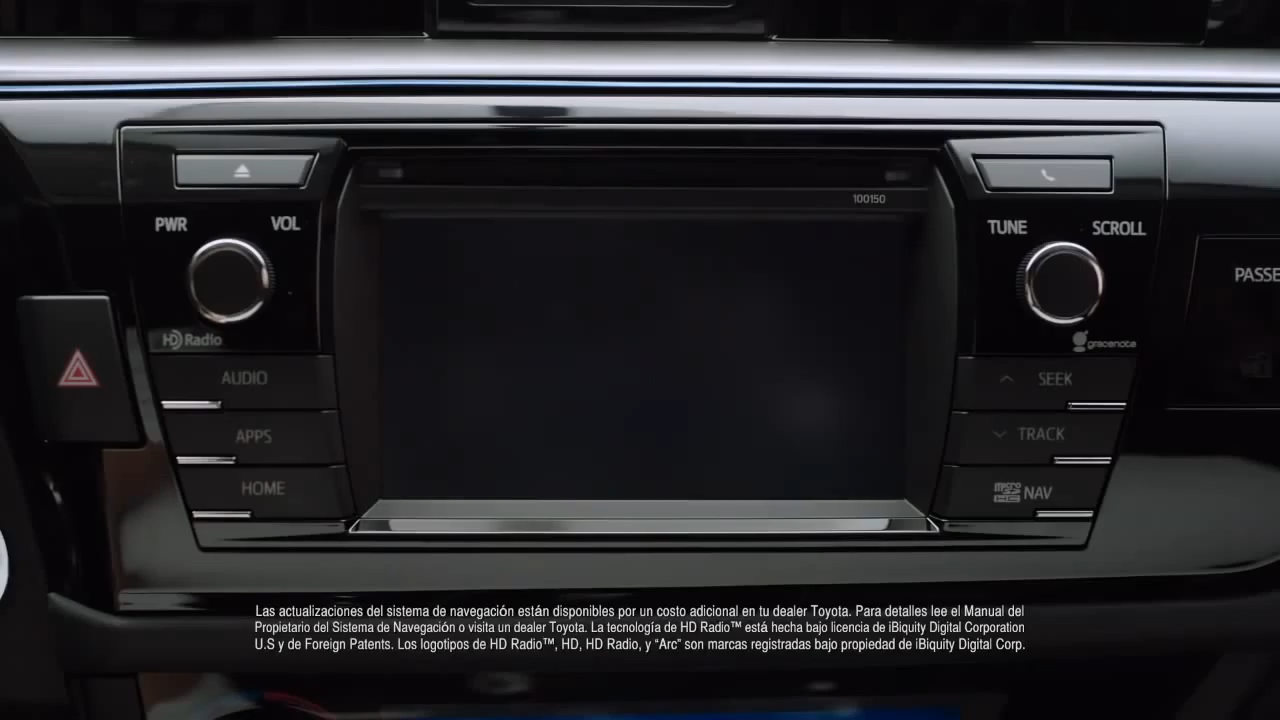 100150
PWR VOL
TUNE SCROLL
PASSE
HD Radio
gracenote
AUDIO
SEEK
APPS
TRACK
HOME
micro SD HC NAV
Las actualizaciones del sistema de navegación están disponibles por un costo adicional en tu dealer Toyota. Para detalles lee el Manual del
Propietario del Sistema de Navegación o visita un dealer Toyota. La tecnología de HD Radio™ está hecha bajo licencia de iBiquity Digital Corporation
U.S y de Foreign Patents. Los logotipos de HD Radio™, HD, HD Radio, y “Arc” son marcas registradas bajo propiedad de iBiquity Digital Corp.